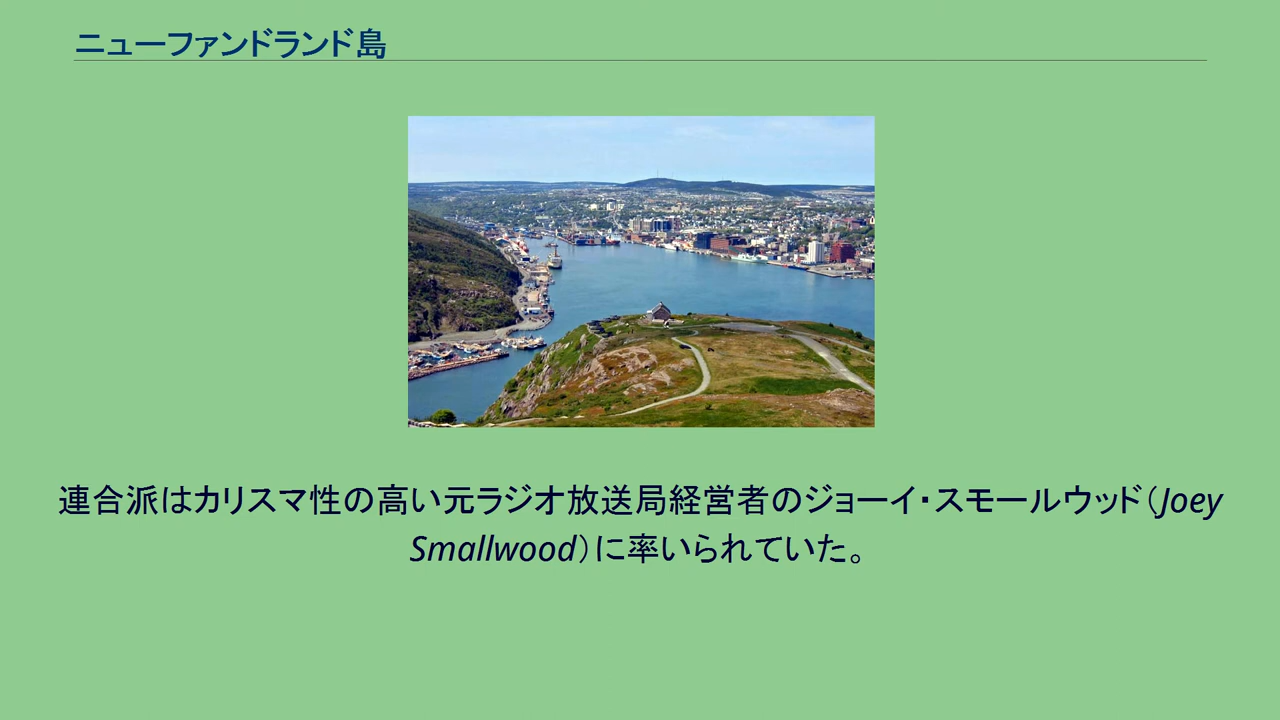 ニューファンドランド島
連合派はカリスマ性の高い元ラジオ放送局経営者のジョーイ・スモールウッド（Joey
Smallwood）に率いられていた。